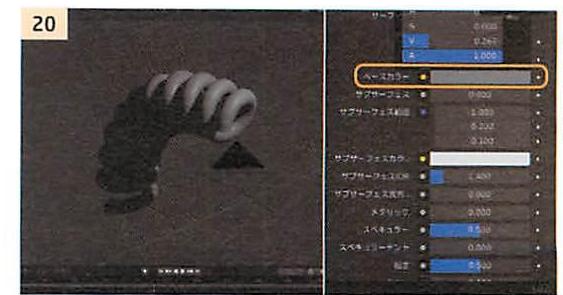 20
サーフ
S 0.000
V 0.267
A 1.000
ベースカラー
サブサーフェス 0.000
サブサーフェス範囲 1.000
0.200
0.100
サブサーフェスカラ..
サブサーフェスIOR 1.400
サブサーフェス異方.. 0.000
メタリック 0.000
スペキュラー 0.500
スペキュラーチント 0.000
粗さ 0.500